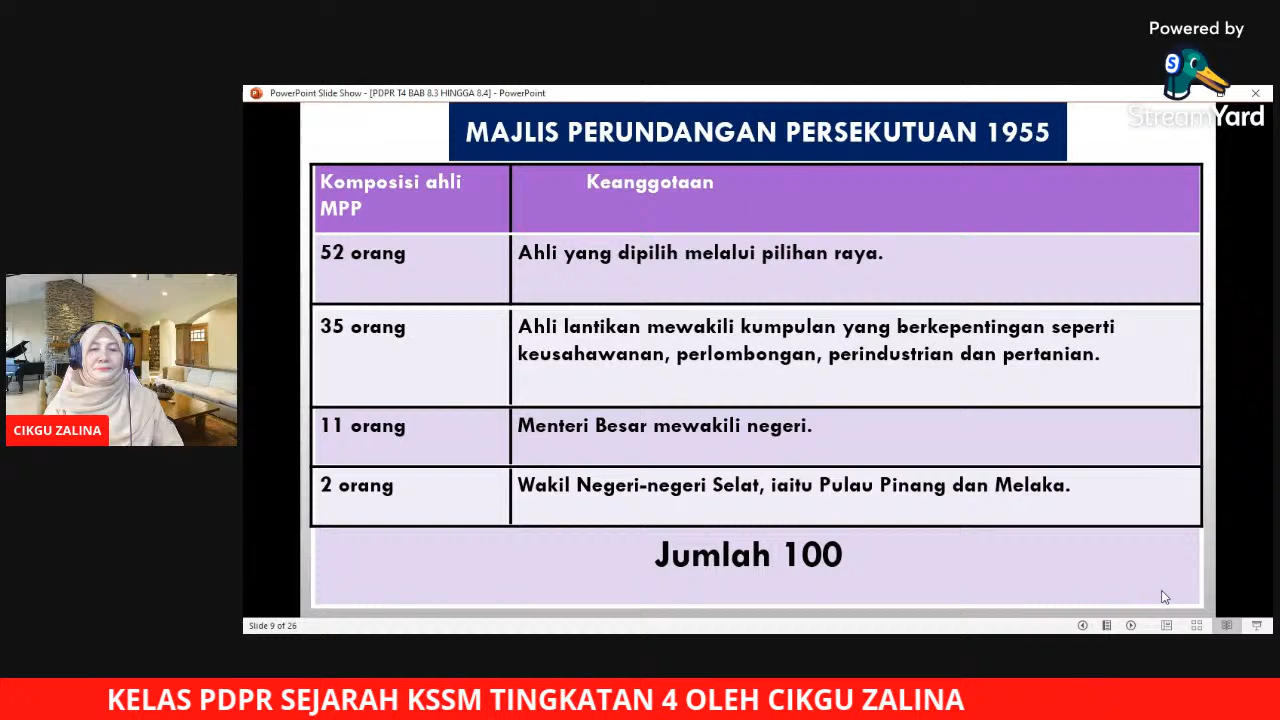 Powered by
S
StreamYard
PowerPoint Slide Show - [PDPR T4 BAB 8.3 HINGGA 8.4] - PowerPoint
MAJLIS PERUNDANGAN PERSEKUTUAN 1955
Komposisi ahli
MPP
Keanggotaan
52 orang
Ahli yang dipilih melalui pilihan raya.
35 orang
Ahli lantikan mewakili kumpulan yang berkepentingan seperti
keusahawanan, perlombongan, perindustrian dan pertanian.
11 orang
Menteri Besar mewakili negeri.
2 orang
Wakil Negeri-negeri Selat, iaitu Pulau Pinang dan Melaka.
Jumlah 100
CIKGU ZALINA
Slide 9 of 26
KELAS PDPR SEJARAH KSSM TINGKATAN 4 OLEH CIKGU ZALINA